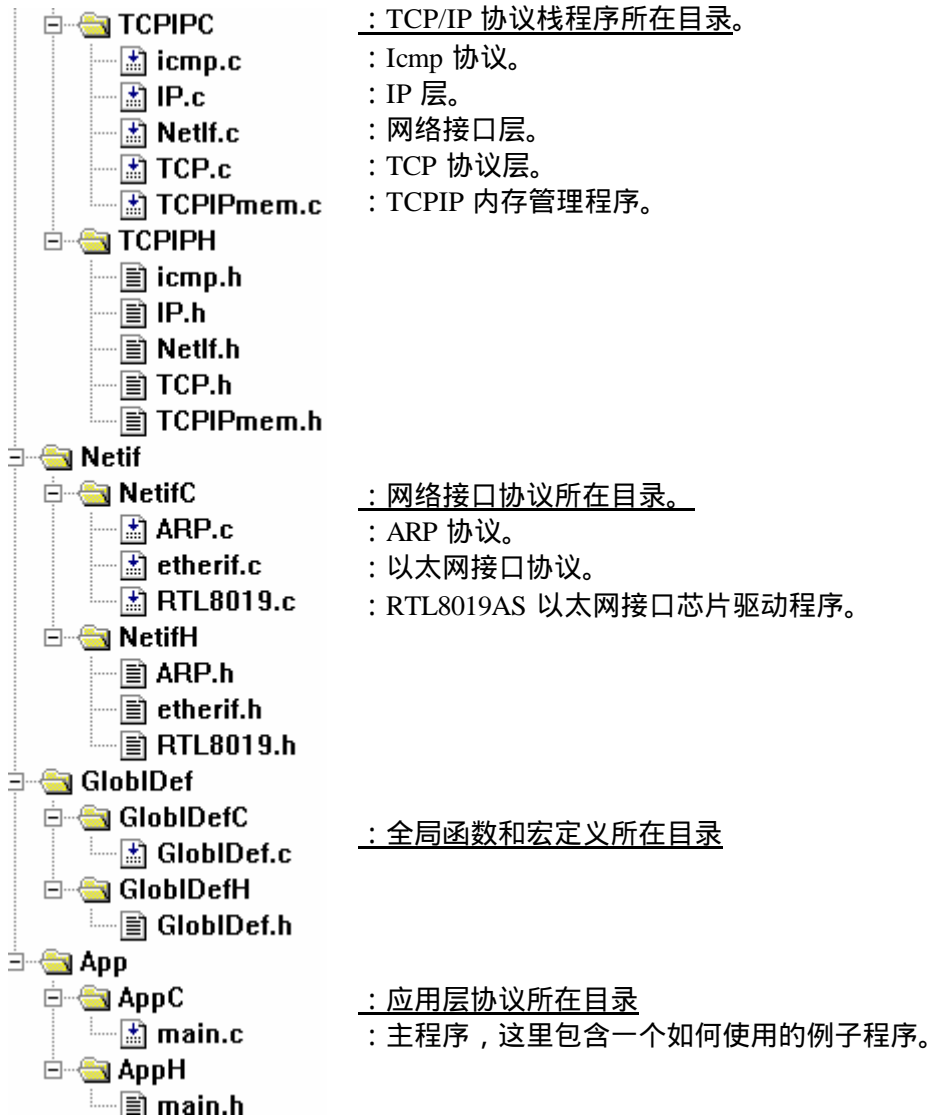 TCPIPC :TCP/IP 协议栈程序所在目录。
icmp.c :Icmp 协议。
IP.c :IP 层。
NetIf.c :网络接口层。
TCP.c :TCP 协议层。
TCPIPmem.c :TCPIP 内存管理程序。
TCPIPH
icmp.h
IP.h
NetIf.h
TCP.h
TCPIPmem.h
Netif
NetifC :网络接口协议所在目录。
ARP.c :ARP 协议。
etherif.c :以太网接口协议。
RTL8019.c :RTL8019AS 以太网接口芯片驱动程序。
NetifH
ARP.h
etherif.h
RTL8019.h
GloblDef
GloblDefC :全局函数和宏定义所在目录
GloblDef.c
GloblDefH
GloblDef.h
App
AppC :应用层协议所在目录
main.c :主程序，这里包含一个如何使用的例子程序。
AppH
main.h